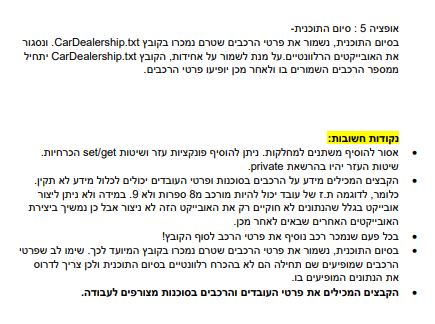 אופציה 5 : סיום התוכנית-
בסיום התוכנית, נשמור את פרטי הרכבים שטרם נמכרו בקובץ CarDealership.txt. ונסגור
את האובייקטים הרלוונטיים.על מנת לשמור על אחידות, הקובץ CarDealership.txt יתחיל
ממספר הרכבים השמורים בו ולאחר מכן יופיעו פרטי הרכבים.
נקודות חשובות:
• אסור להוסיף משתנים למחלקות. ניתן להוסיף פונקציות עזר ושיטות set/get הכרחיות.
שיטות העזר יהיו בהרשאת private.
• הקבצים המכילים מידע על הרכבים בסוכנות ופרטי העובדים יכולים לכלול מידע לא תקין.
כלומר, לדוגמה ת.ז של עובד יכול להיות מורכב מ8 ספרות ולא 9. במידה ולא ניתן ליצור
אובייקט בגלל שהנתונים לא חוקיים רק את האובייקט הזה לא ניצור אבל כן נמשיך ביצירת
האובייקטים האחרים שבאים לאחר מכן.
• בכל פעם שנמכר רכב נוסיף את פרטי הרכב לסוף הקובץ!
• בסיום התוכנית, נשמור את פרטי הרכבים שטרם נמכרו בקובץ המיועד לכך. שימו לב שפרטי
הרכבים שמופיעים שם תחילה הם לא בהכרח רלוונטיים בסיום התוכנית ולכן צריך לדרוס
את הנתונים המופיעים בו.
• הקבצים המכילים את פרטי העובדים והרכבים בסוכנות מצורפים לעבודה.